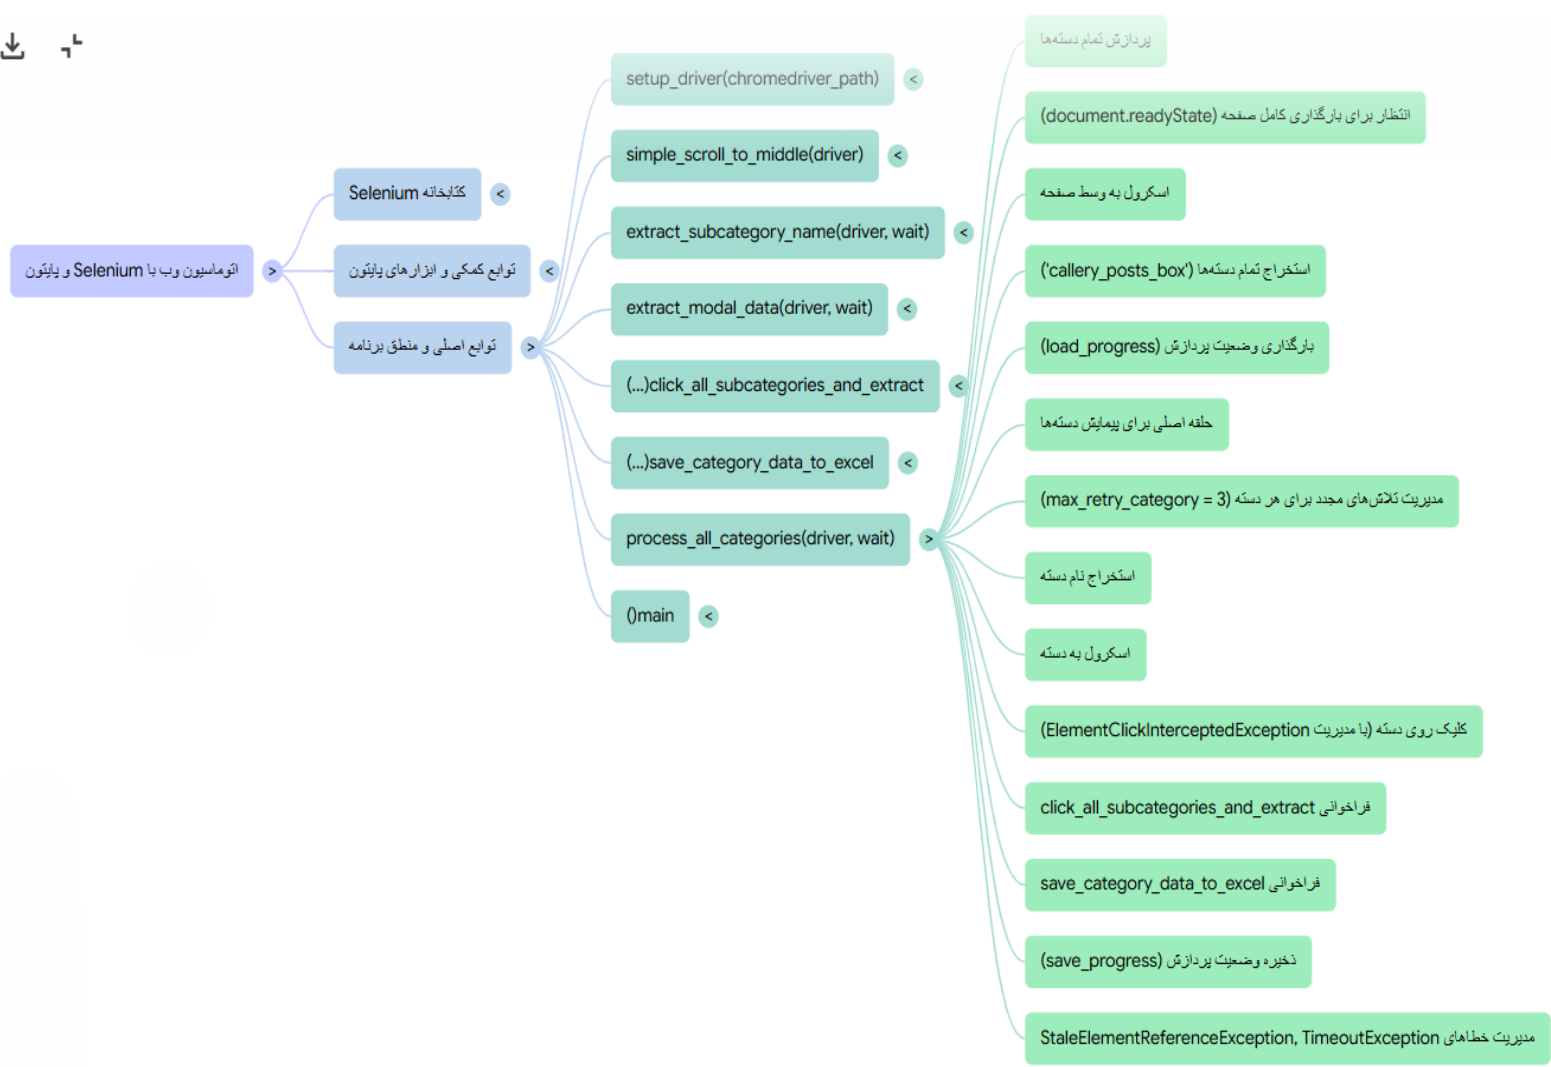 اتوماسیون وب با Selenium و پایتون
کتابخانه Selenium
توابع کمکی و ابزارهای پایتون
توابع اصلی و منطق برنامه
setup_driver(chromedriver_path)
simple_scroll_to_middle(driver)
extract_subcategory_name(driver, wait)
extract_modal_data(driver, wait)
(...)click_all_subcategories_and_extract
(...)save_category_data_to_excel
process_all_categories(driver, wait)
()main
پردازش تمام دسته‌ها
انتظار برای بارگذاری کامل صفحه (document.readyState)
اسکرول به وسط صفحه
استخراج تمام دسته‌ها ('callery_posts_box')
بارگذاری وضعیت پردازش (load_progress)
حلقه اصلی برای پیمایش دسته‌ها
مدیریت تلاش‌های مجدد برای هر دسته (max_retry_category = 3)
استخراج نام دسته
اسکرول به دسته
کلیک روی دسته (با مدیریت ElementClickInterceptedException)
فراخوانی click_all_subcategories_and_extract
فراخوانی save_category_data_to_excel
ذخیره وضعیت پردازش (save_progress)
مدیریت خطاهای StaleElementReferenceException, TimeoutException